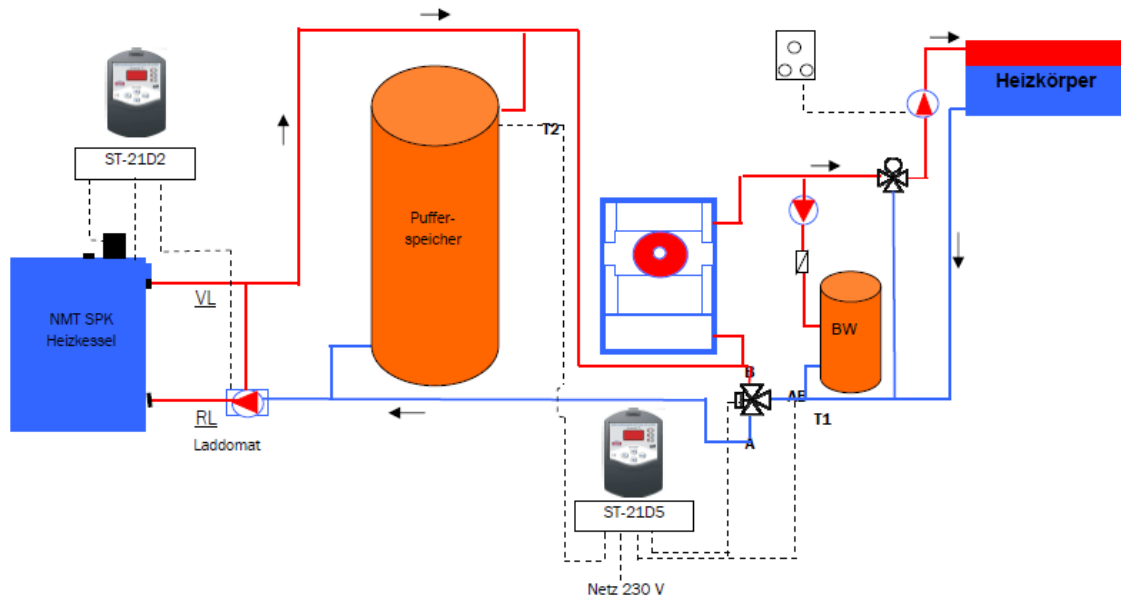 ST-21D2
T2
Heizkörper
Puffer-
speicher
VL
NMT SPK
Heizkessel
BW
B
AB
T1
RL
A
Laddomat
ST-21D5
Netz 230 V